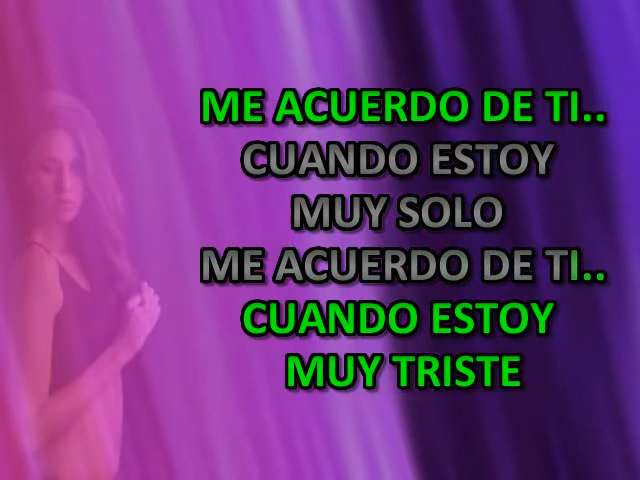 ME ACUERDO DE TI..
CUANDO ESTOY
MUY SOLO
ME ACUERDO DE TI..
CUANDO ESTOY
MUY TRISTE